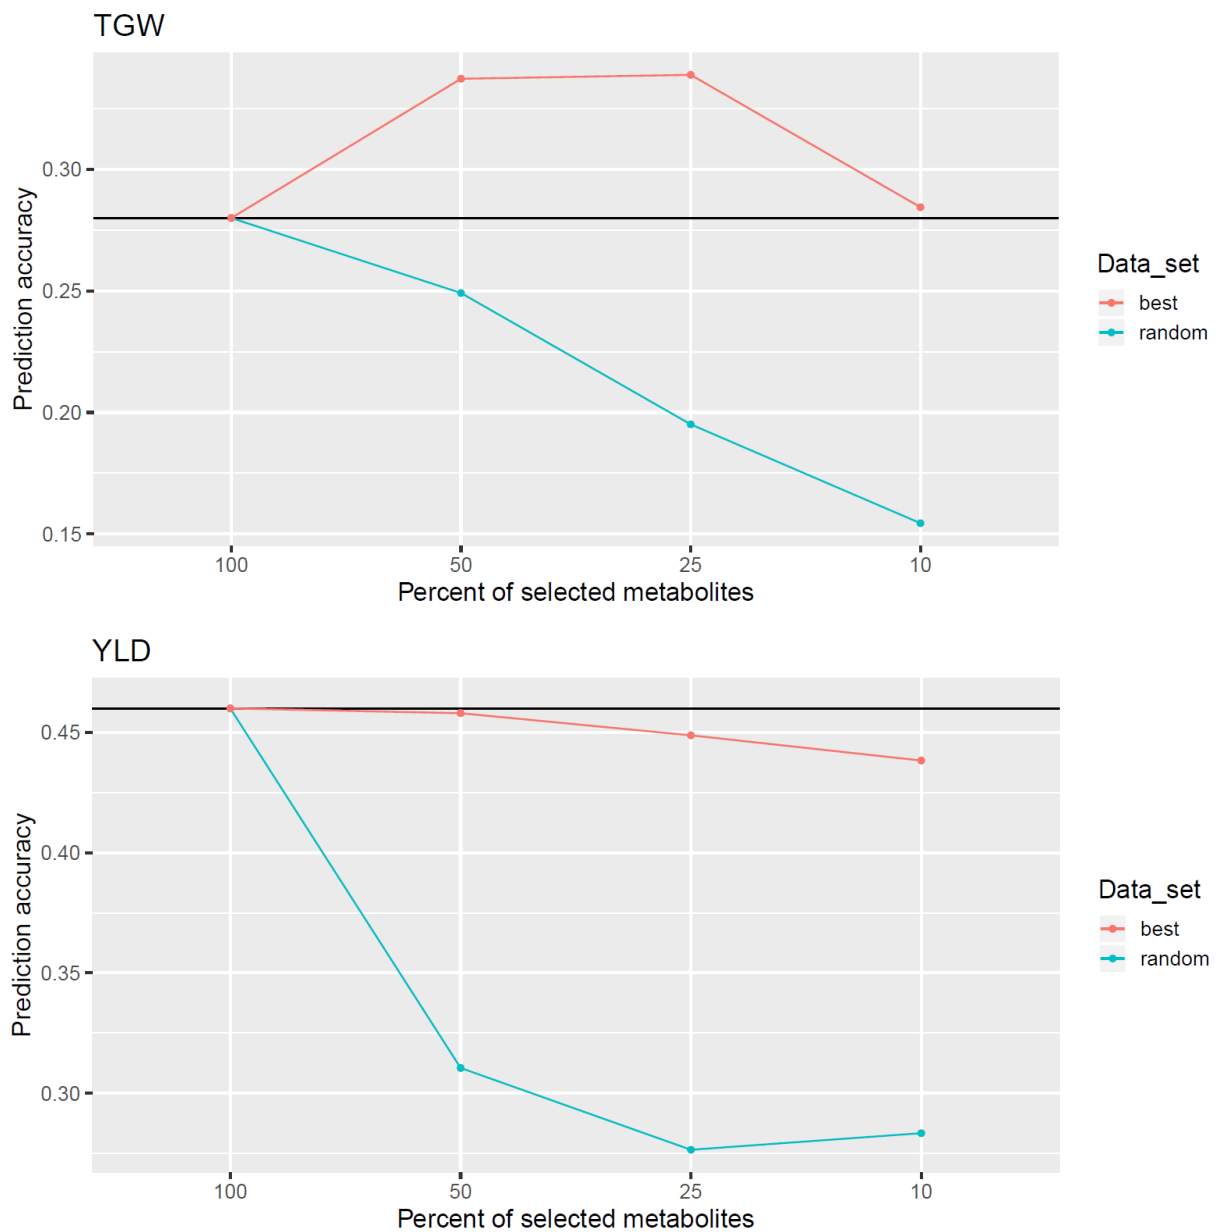 TGW
Prediction accuracy
0.30
0.25
0.20
0.15
100 50 25 10
Percent of selected metabolites
Data_set
best
random
YLD
Prediction accuracy
0.45
0.40
0.35
0.30
100 50 25 10
Percent of selected metabolites
Data_set
best
random